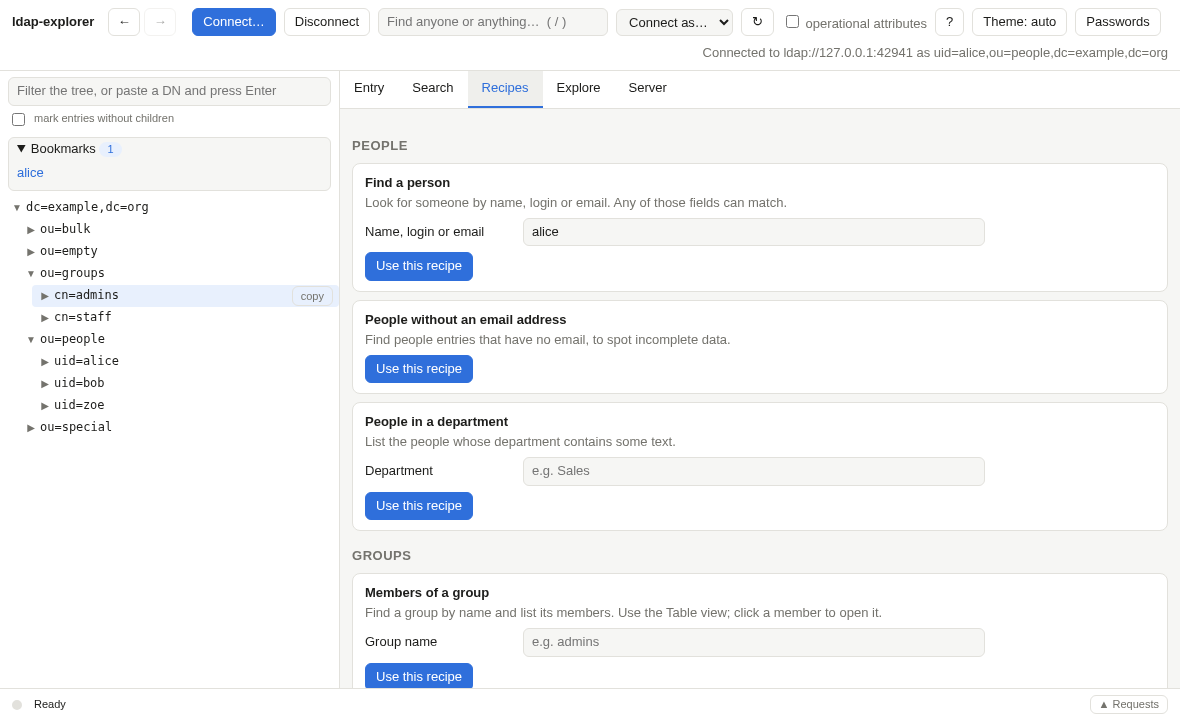 ldap-explorer ← → Connect… Disconnect Find anyone or anything… ( / ) Connect as… ↻ operational attributes ? Theme: auto Passwords
Connected to ldap://127.0.0.1:42941 as uid=alice,ou=people,dc=example,dc=org
Filter the tree, or paste a DN and press Enter
mark entries without children
▼ Bookmarks 1
alice
▼ dc=example,dc=org
▶ ou=bulk
▶ ou=empty
▼ ou=groups
▶ cn=admins copy
▶ cn=staff
▼ ou=people
▶ uid=alice
▶ uid=bob
▶ uid=zoe
▶ ou=special
Entry Search Recipes Explore Server
PEOPLE
Find a person
Look for someone by name, login or email. Any of those fields can match.
Name, login or email alice
Use this recipe
People without an email address
Find people entries that have no email, to spot incomplete data.
Use this recipe
People in a department
List the people whose department contains some text.
Department e.g. Sales
Use this recipe
GROUPS
Members of a group
Find a group by name and list its members. Use the Table view; click a member to open it.
Group name e.g. admins
Use this recipe
Ready ▲ Requests